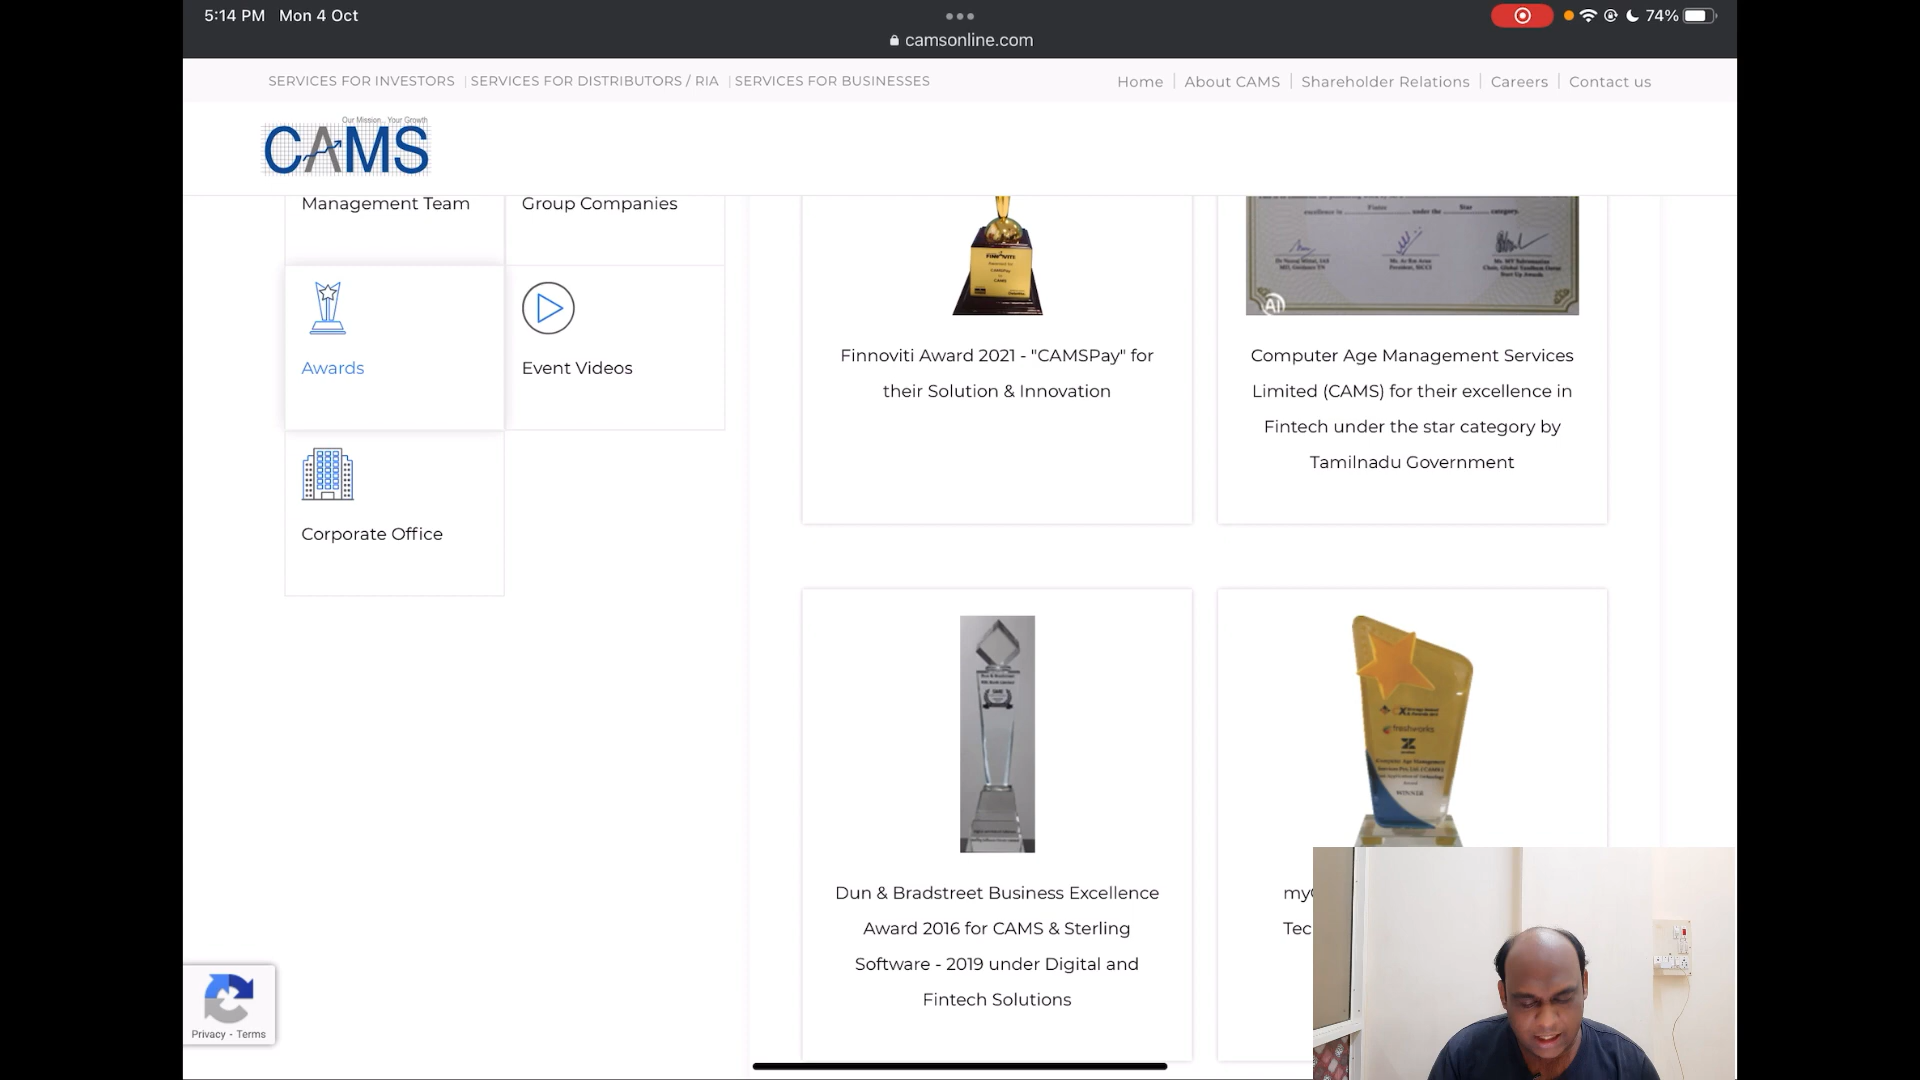 5:14 PM Mon 4 Oct
74%
camsonline.com
SERVICES FOR INVESTORS | SERVICES FOR DISTRIBUTORS / RIA | SERVICES FOR BUSINESSES
Home | About CAMS | Shareholder Relations | Careers | Contact us
Our Mission.. Your Growth
CAMS
Management Team
Group Companies
Awards
Event Videos
Corporate Office
Finnoviti Award 2021 - "CAMSPay" for
their Solution & Innovation
Computer Age Management Services
Limited (CAMS) for their excellence in
Fintech under the star category by
Tamilnadu Government
Dun & Bradstreet Business Excellence
Award 2016 for CAMS & Sterling
Software - 2019 under Digital and
Fintech Solutions
freshworks
WINNER
my
Tec
Privacy - Terms